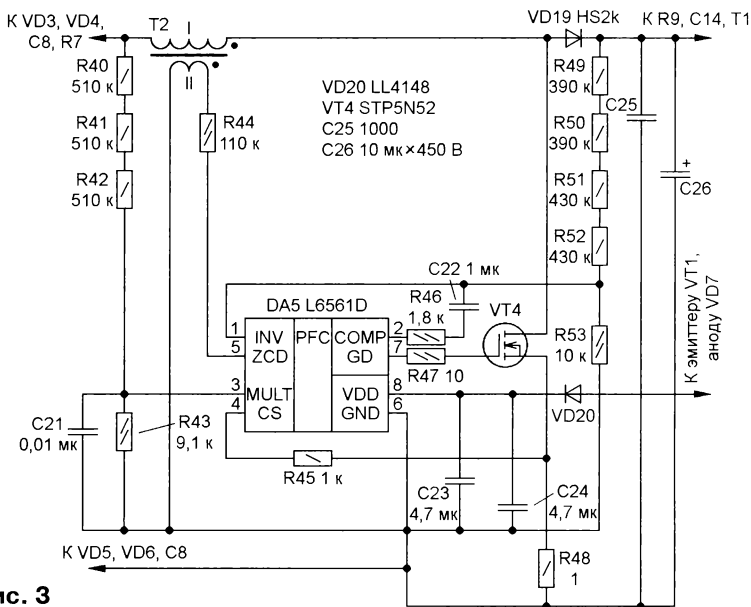 К VD3, VD4,
C8, R7
T2
I
II
VD19 HS2k
К R9, C14, T1
R40
510 к
R41
510 к
R42
510 к
R44
110 к
VD20 LL4148
VT4 STP5N52
C25 1000
C26 10 мк×450 В
R49
390 к
R50
390 к
R51
430 к
R52
430 к
C25
+
C26
C22 1 мк
R46
1,8 к
VT4
DA5 L6561D
1
INV
PFC
COMP
2
5
ZCD
GD
7
R47 10
3
MULT
VDD
8
4
CS
GND
6
R53
10 к
VD20
К эмиттеру VT1,
аноду VD7
C21
0,01 мк
R43
9,1 к
R45 1 к
C23
4,7 мк
C24
4,7 мк
К VD5, VD6, C8
R48
1
ис. 3